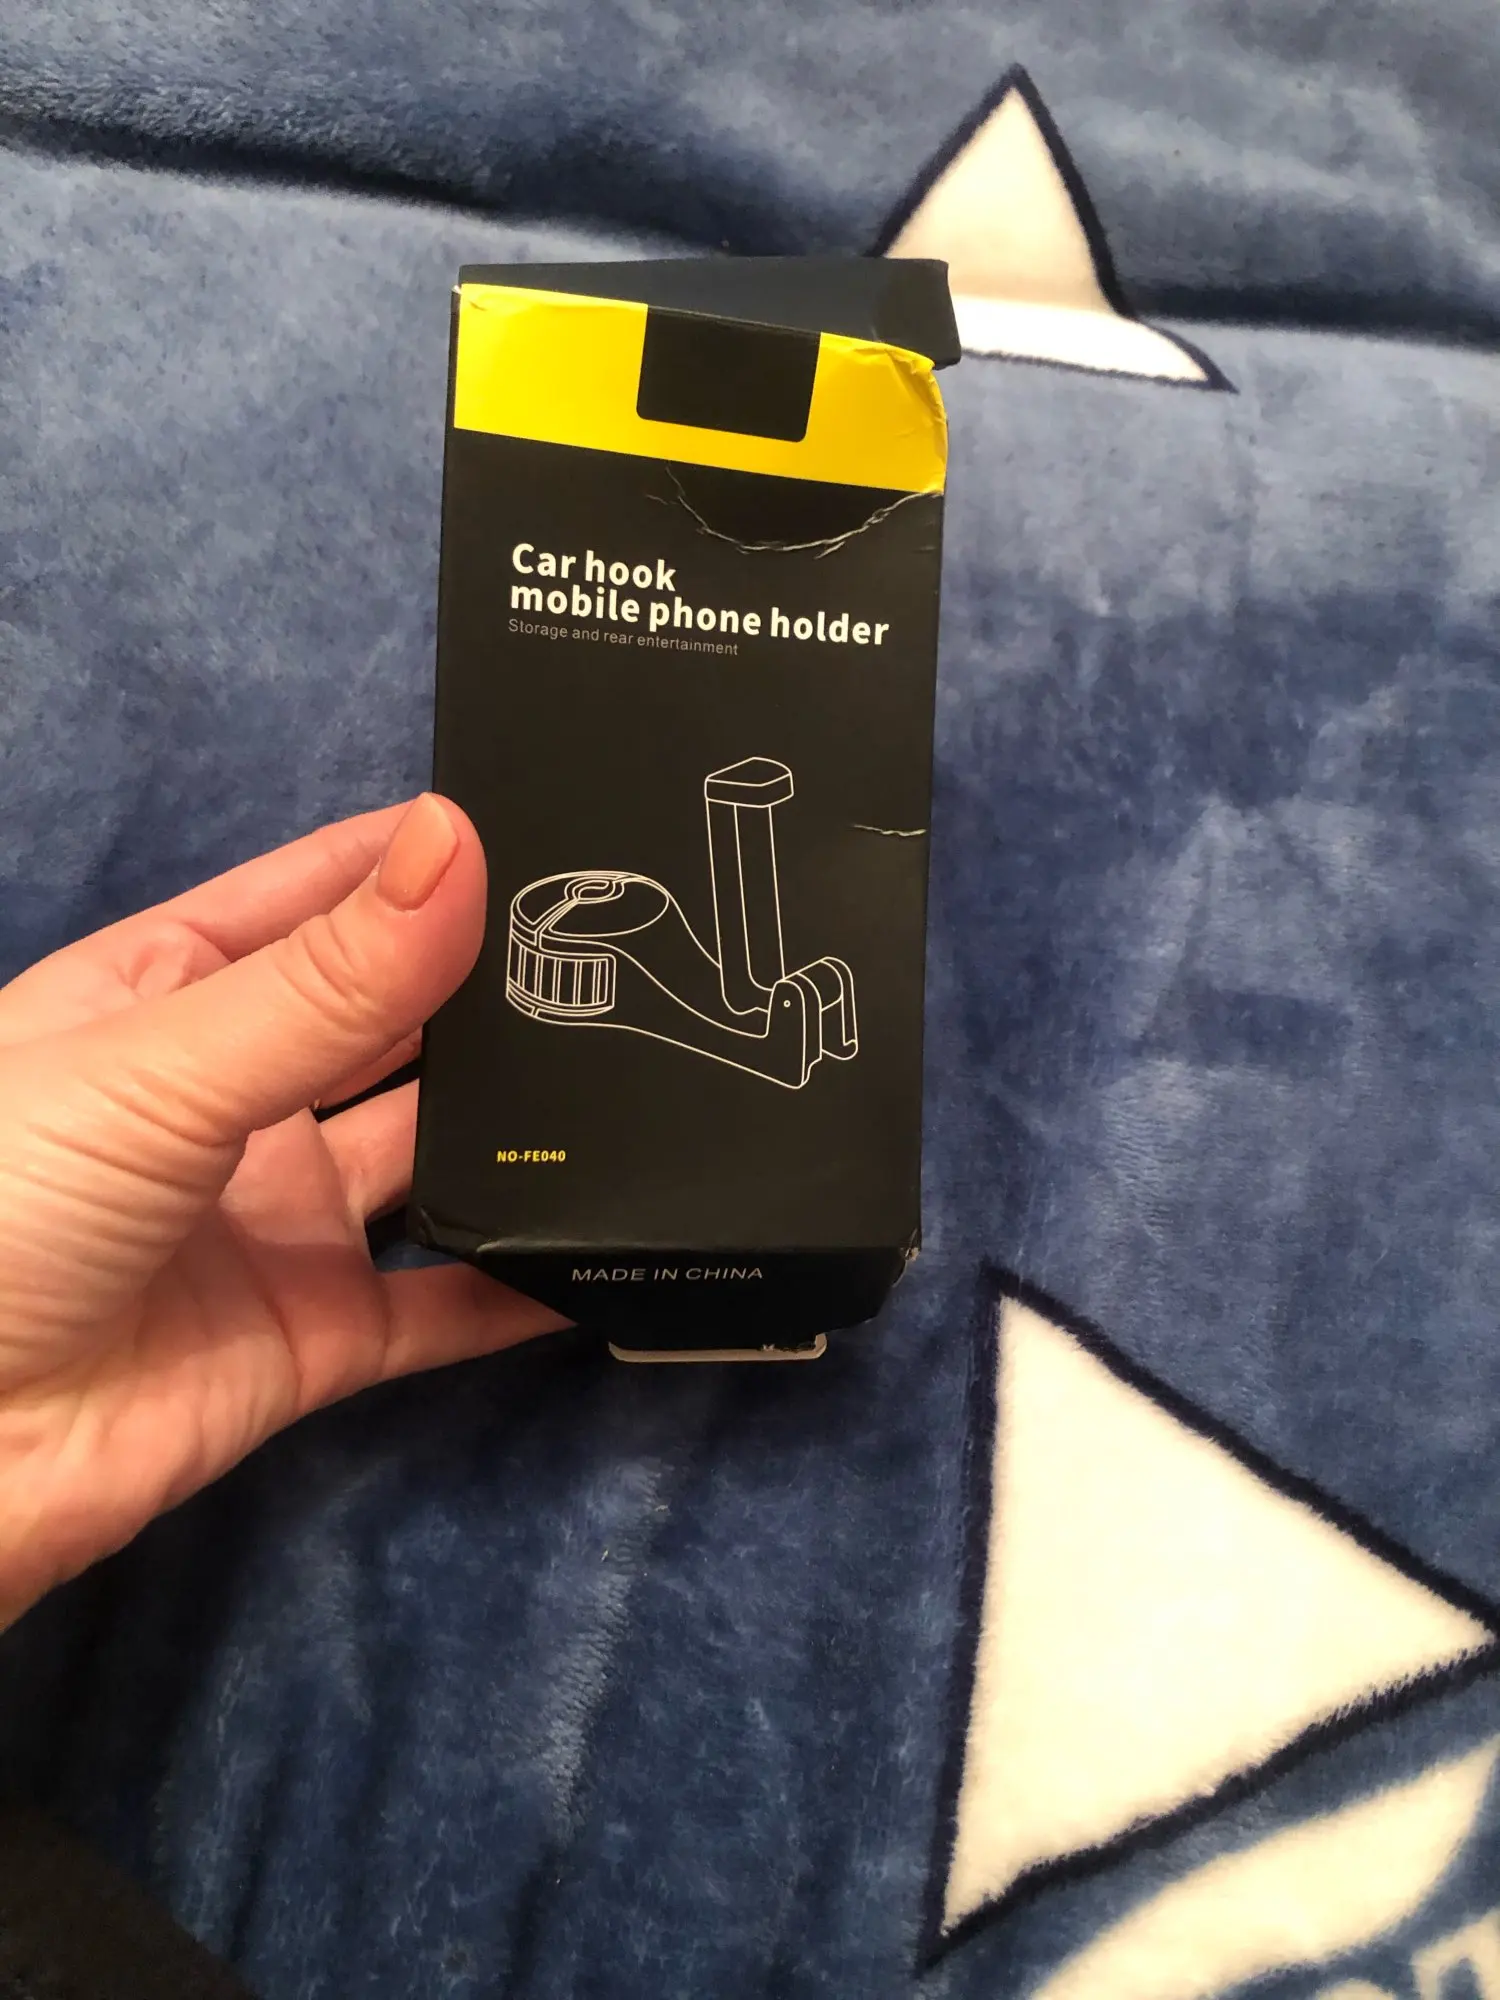 Car hook
mobile phone holder
Storage and rear entertainment
NO-FE040
MADE IN CHINA